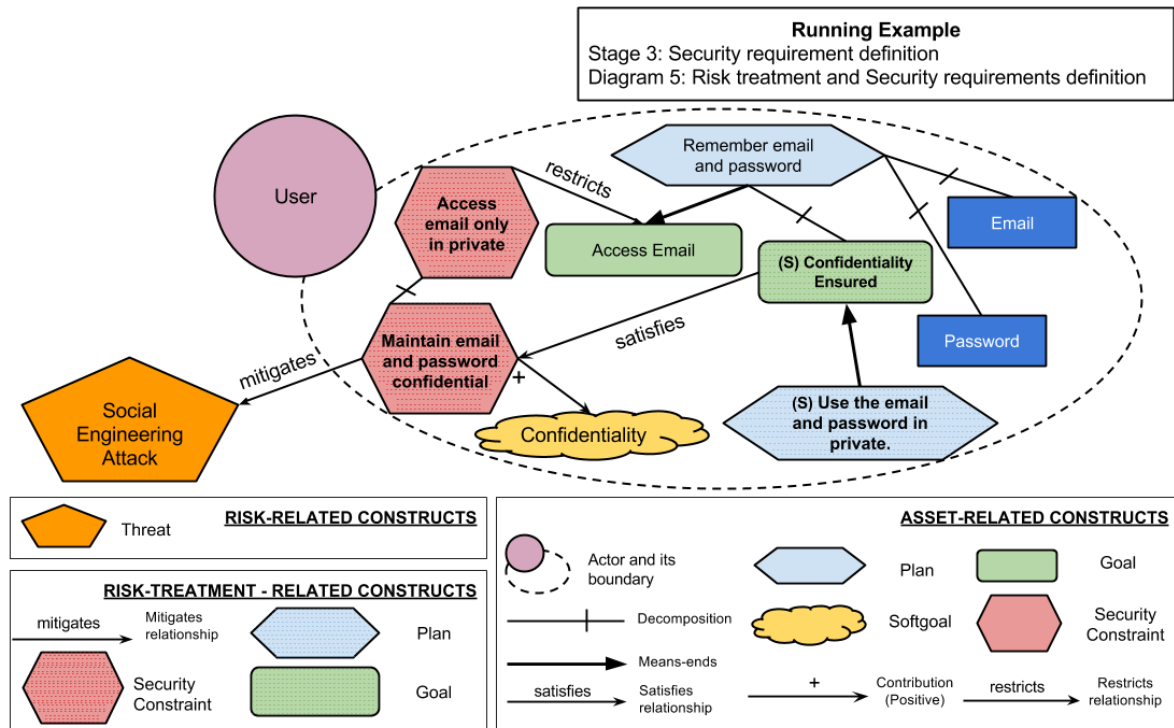 Running Example
Stage 3: Security requirement definition
Diagram 5: Risk treatment and Security requirements definition
User
Access
email only
in private
restricts
Remember email
and password
Access Email
Email
(S) Confidentiality
Ensured
Password
satisfies
Maintain email
and password
confidential
mitigates
+
Social
Engineering
Attack
Confidentiality
(S) Use the email
and password in
private.
RISK-RELATED CONSTRUCTS
Threat
RISK-TREATMENT - RELATED CONSTRUCTS
mitigates
Mitigates
relationship
Plan
Security
Constraint
Goal
ASSET-RELATED CONSTRUCTS
Actor and its
boundary
Plan
Goal
Decomposition
Softgoal
Security
Constraint
Means-ends
satisfies
Satisfies
relationship
+
Contribution
(Positive)
restricts
Restricts
relationship